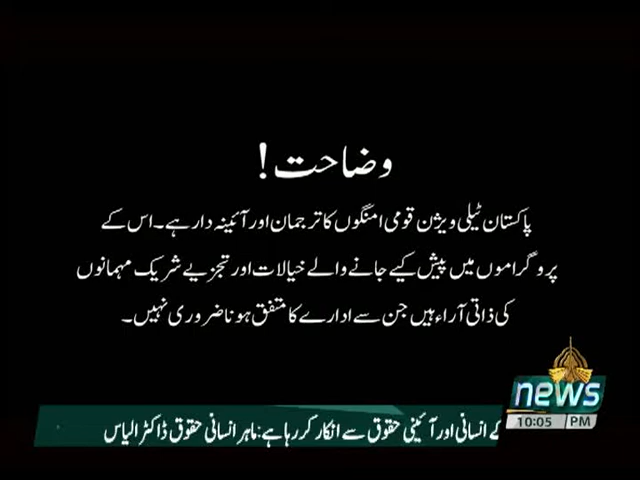 وضاحت!
پاکستان ٹیلی ویژن قومی امنگوں کا ترجمان اور آئینہ دار ہے۔ اس کے
پروگراموں میں پیش کیے جانے والے خیالات اور تجزیے شریک مہمانوں
کی ذاتی آراء ہیں جن سے ادارے کا متفق ہونا ضروری نہیں۔
news
10:05 PM
کے انسانی اور آئینی حقوق سے انکار کر رہا ہے: ماہر انسانی حقوق ڈاکٹر الیاس